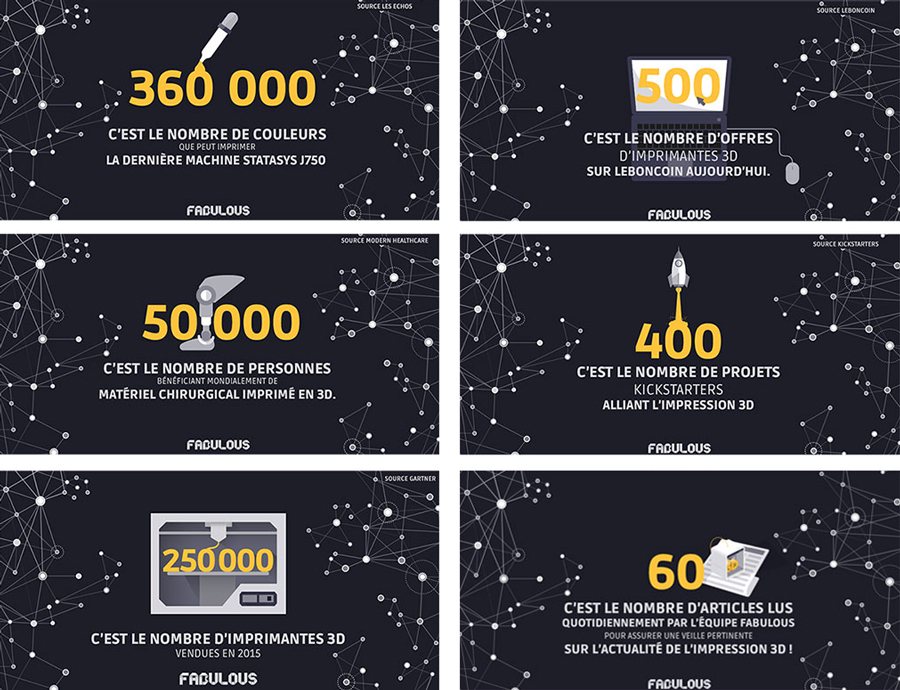 SOURCE LES ECHOS
360 000
C'EST LE NOMBRE DE COULEURS
QUE PEUT IMPRIMER
LA DERNIÈRE MACHINE STATASYS J750
FABULOUS
SOURCE LEBONCOIN
500
C'EST LE NOMBRE D'OFFRES
D'IMPRIMANTES 3D
SUR LEBONCOIN AUJOURD'HUI.
FABULOUS
SOURCE MODERN HEALTHCARE
50 000
C'EST LE NOMBRE DE PERSONNES
BÉNÉFICIANT MONDIALEMENT DE
MATÉRIEL CHIRURGICAL IMPRIMÉ EN 3D.
FABULOUS
SOURCE KICKSTARTERS
400
C'EST LE NOMBRE DE PROJETS
KICKSTARTERS
ALLIANT L'IMPRESSION 3D
FABULOUS
SOURCE GARTNER
250 000
C'EST LE NOMBRE D'IMPRIMANTES 3D
VENDUES EN 2015
FABULOUS
60
C'EST LE NOMBRE D'ARTICLES LUS
QUOTIDIENNEMENT PAR L'ÉQUIPE FABULOUS
POUR ASSURER UNE VEILLE PERTINENTE
SUR L'ACTUALITÉ DE L'IMPRESSION 3D !
FABULOUS